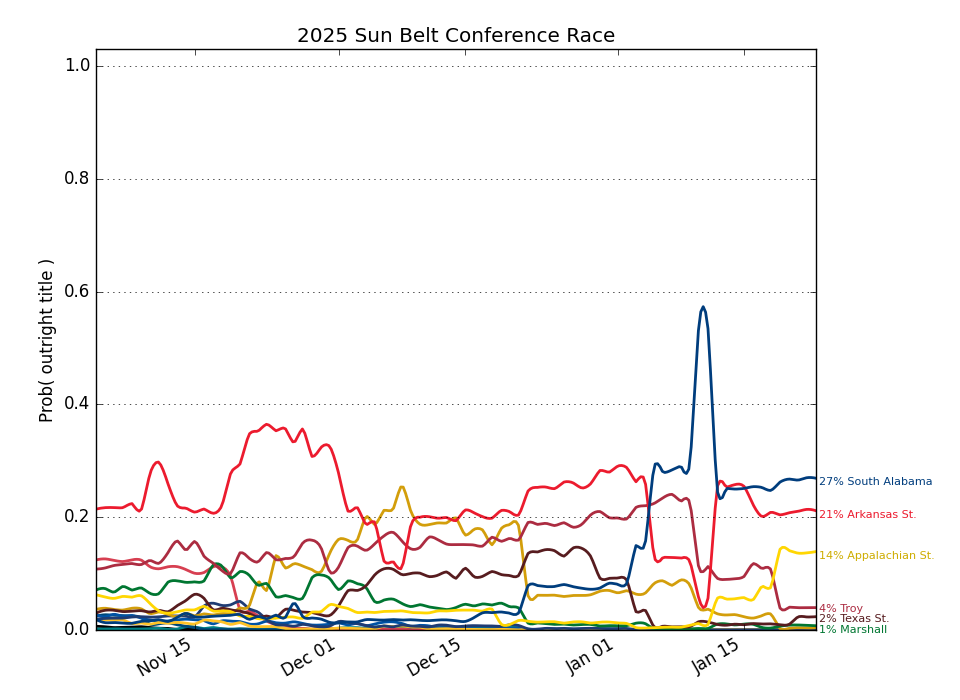 2025 Sun Belt Conference Race
Prob( outright title )
1.0
0.8
0.6
0.4
0.2
0.0
Nov 15
Dec 01
Dec 15
Jan 01
Jan 15
27% South Alabama
21% Arkansas St.
14% Appalachian St.
4% Troy
2% Texas St.
1% Marshall